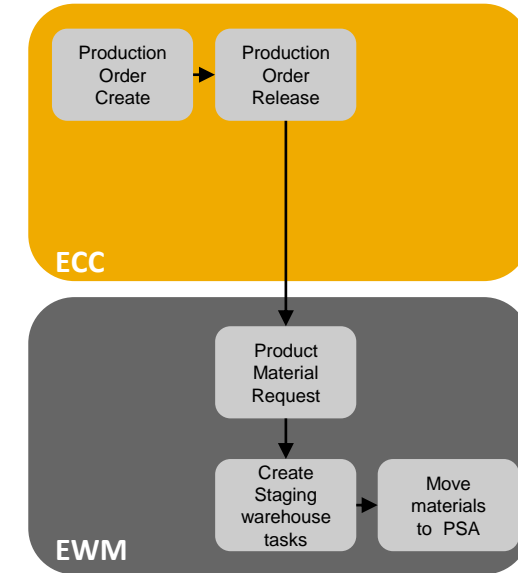 Production
Order
Create
Production
Order
Release
ECC
Product
Material
Request
Create
Staging
warehouse
tasks
Move
materials
to PSA
EWM